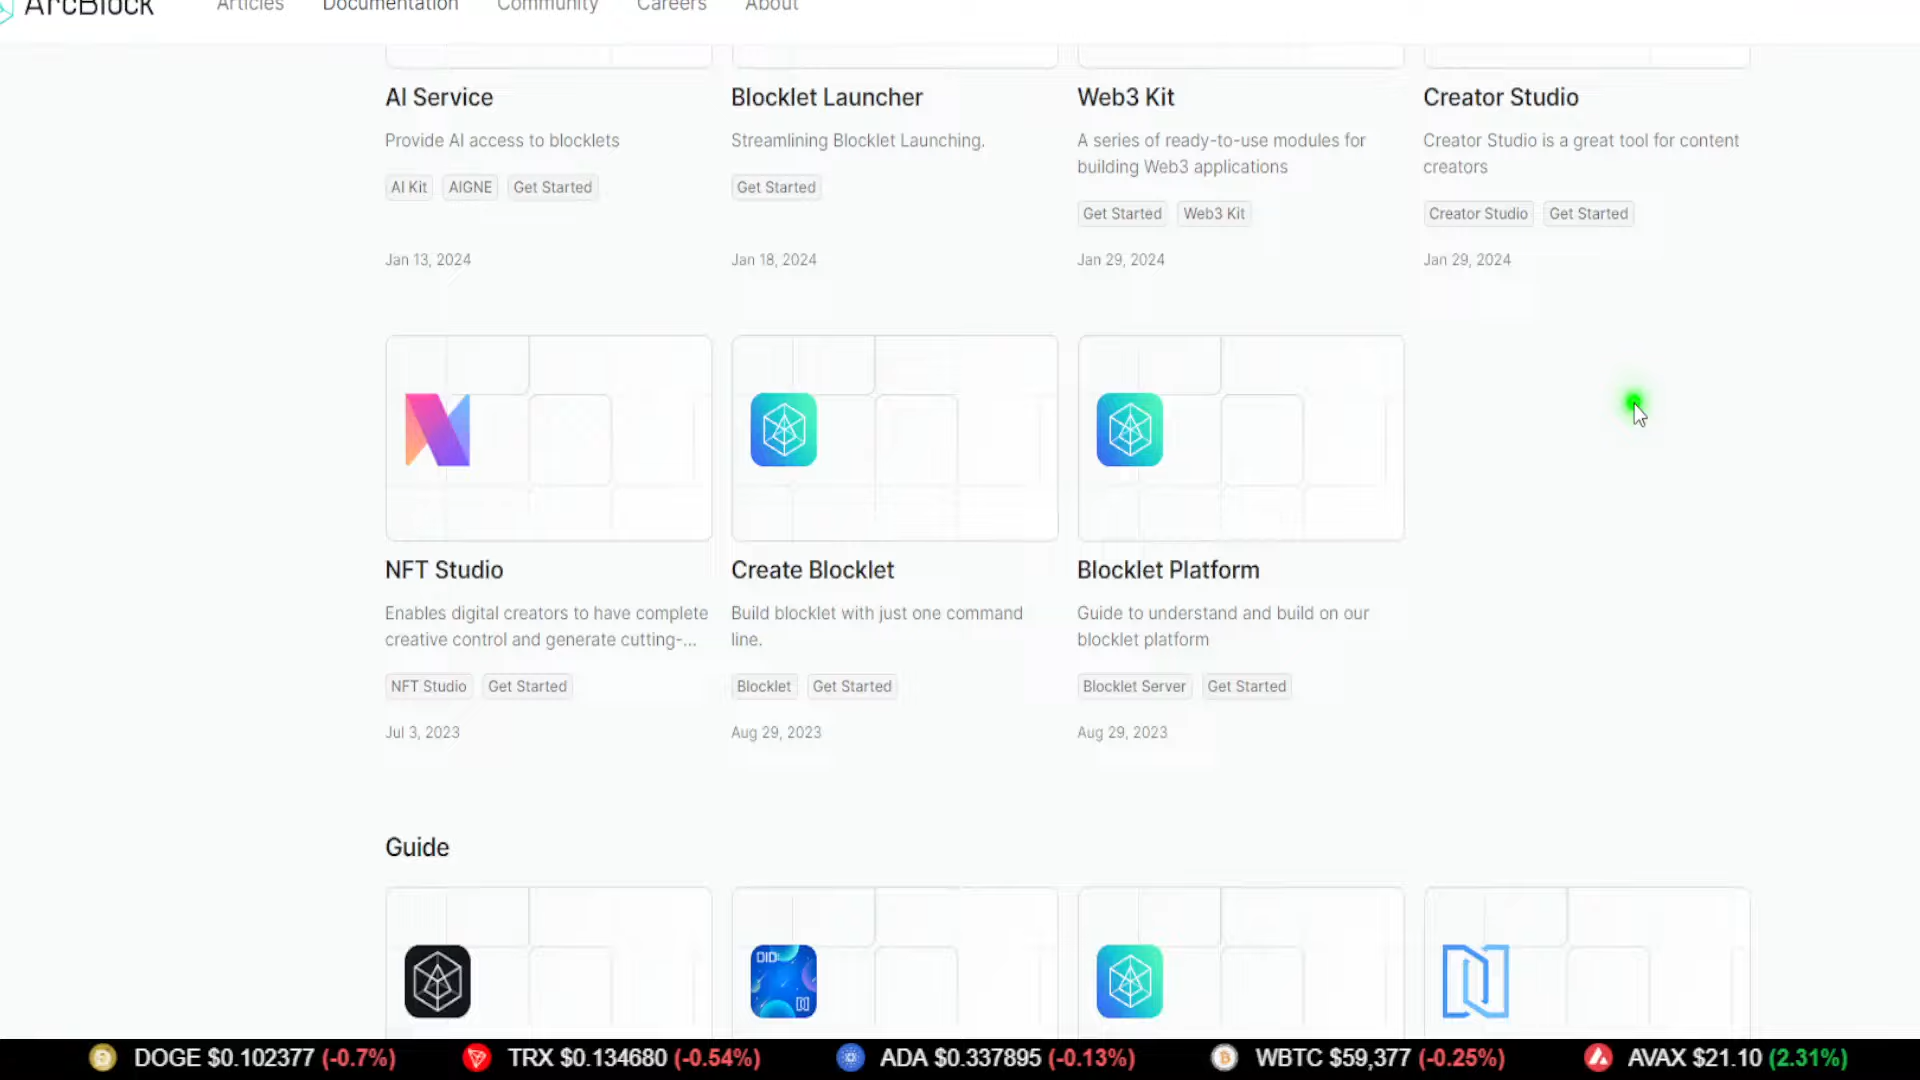 ArcBlock
Articles Documentation Community Careers About
AI Service
Provide AI access to blocklets
AI Kit AIGNE Get Started
Jan 13, 2024
Blocklet Launcher
Streamlining Blocklet Launching.
Get Started
Jan 18, 2024
Web3 Kit
A series of ready-to-use modules for
building Web3 applications
Get Started Web3 Kit
Jan 29, 2024
Creator Studio
Creator Studio is a great tool for content
creators
Creator Studio Get Started
Jan 29, 2024
NFT Studio
Enables digital creators to have complete
creative control and generate cutting-...
NFT Studio Get Started
Jul 3, 2023
Create Blocklet
Build blocklet with just one command
line.
Blocklet Get Started
Aug 29, 2023
Blocklet Platform
Guide to understand and build on our
blocklet platform
Blocklet Server Get Started
Aug 29, 2023
Guide
DID
DOGE $0.102377 (-0.7%) TRX $0.134680 (-0.54%) ADA $0.337895 (-0.13%) WBTC $59,377 (-0.25%) AVAX $21.10 (2.31%)